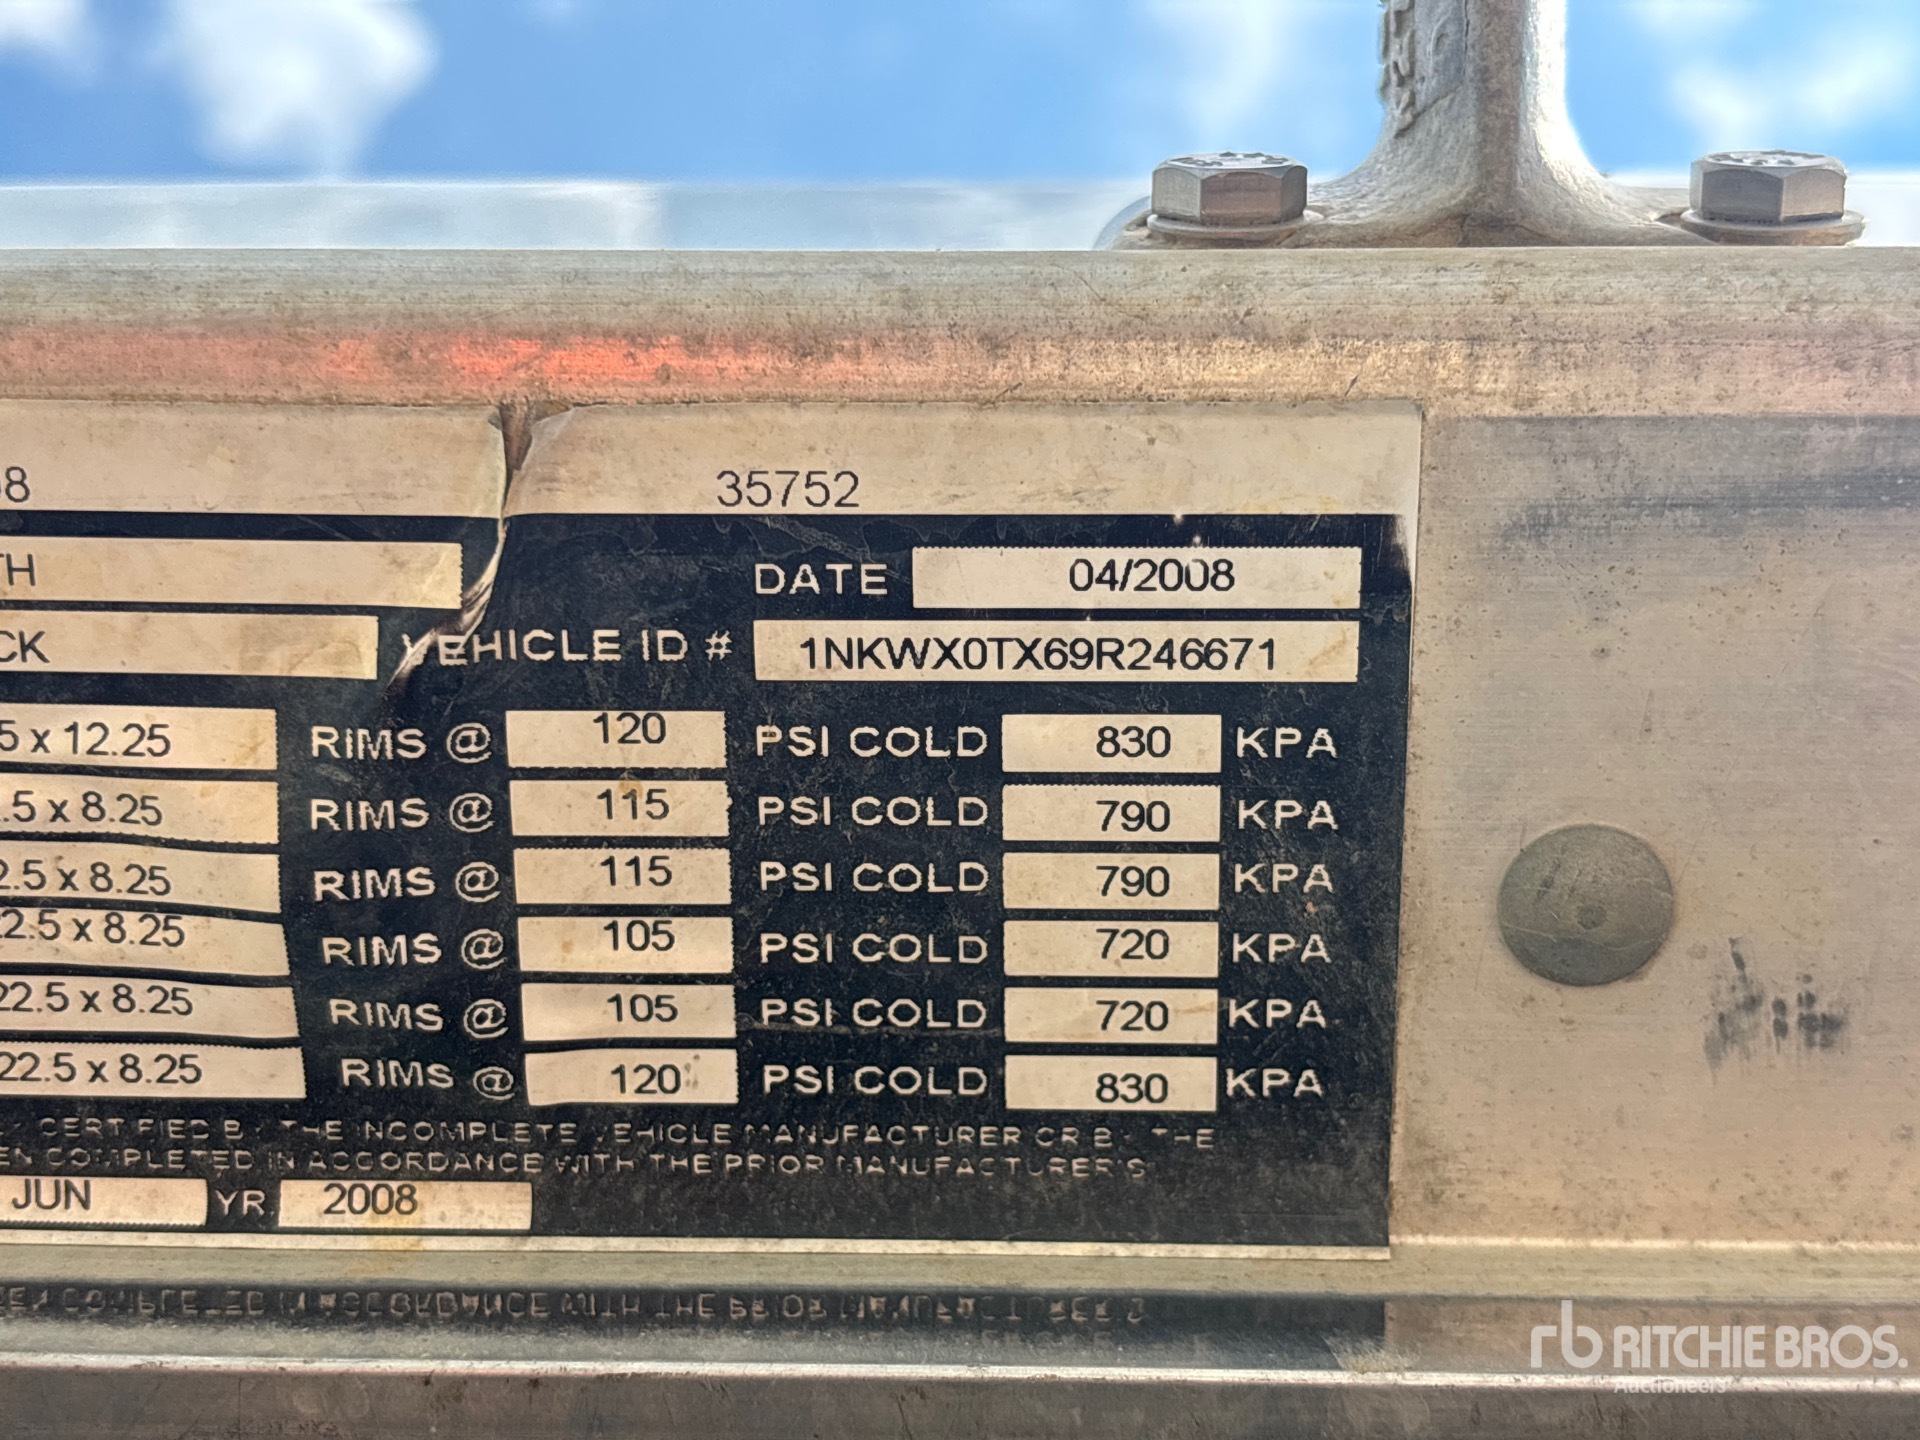 8 35752
TH DATE 04/2008
CK VEHICLE ID # 1NKWX0TX69R246671
5 x 12.25 RIMS @ 120 PSI COLD 830 KPA
.5 x 8.25 RIMS @ 115 PSI COLD 790 KPA
2.5 x 8.25 RIMS @ 115 PSI COLD 790 KPA
22.5 x 8.25 RIMS @ 105 PSI COLD 720 KPA
22.5 x 8.25 RIMS @ 105 PSI COLD 720 KPA
22.5 x 8.25 RIMS @ 120 PSI COLD 830 KPA
CERTIFIED BY THE INCOMPLETE VEHICLE MANUFACTURER OR BY THE
EN COMPLETED IN ACCORDANCE WITH THE PRIOR MANUFACTURER'S
JUN YR. 2008
rb RITCHIE BROS.
Auctioneers